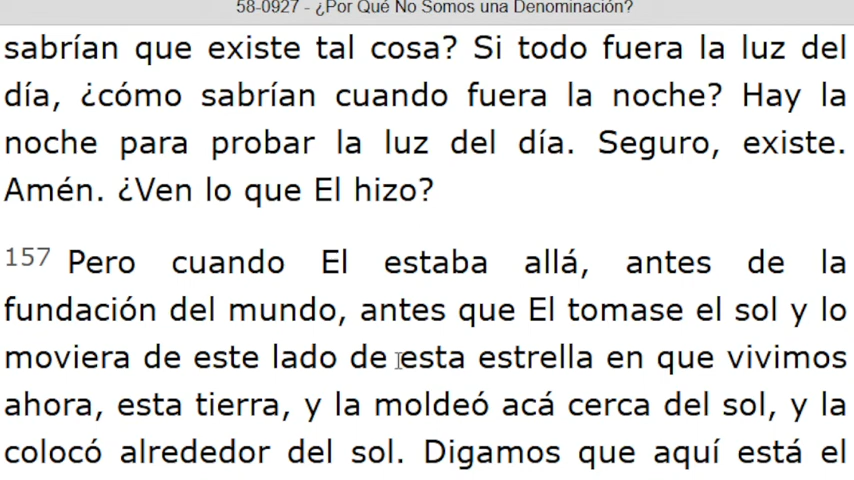 58-0927 - ¿Por Qué No Somos una Denominación?
sabrían que existe tal cosa? Si todo fuera la luz del
día, ¿cómo sabrían cuando fuera la noche? Hay la
noche para probar la luz del día. Seguro, existe.
Amén. ¿Ven lo que El hizo?
157 Pero cuando El estaba allá, antes de la
fundación del mundo, antes que El tomase el sol y lo
moviera de este lado de esta estrella en que vivimos
ahora, esta tierra, y la moldeó acá cerca del sol, y la
colocó alrededor del sol. Digamos que aquí está el